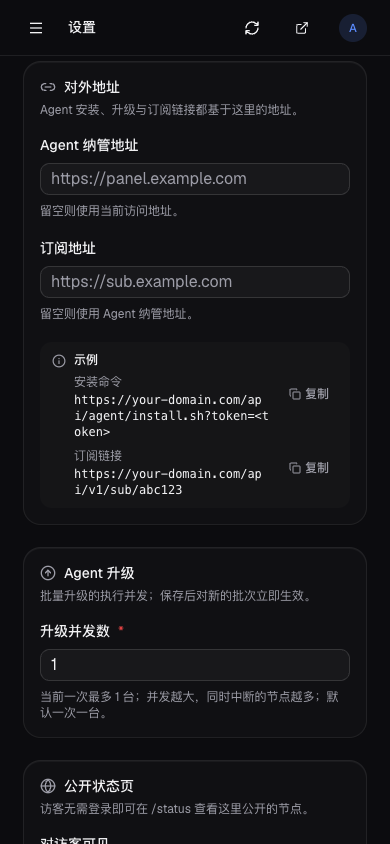 设置
A
对外地址
Agent 安装、升级与订阅链接都基于这里的地址。
Agent 纳管地址
https://panel.example.com
留空则使用当前访问地址。
订阅地址
https://sub.example.com
留空则使用 Agent 纳管地址。
示例
安装命令
https://your-domain.com/ap
i/agent/install.sh?token=<t
oken>
复制
订阅链接
https://your-domain.com/ap
i/v1/sub/abc123
复制
Agent 升级
批量升级的执行并发；保存后对新的批次立即生效。
升级并发数 *
1
当前一次最多 1 台；并发越大，同时中断的节点越多；默
认一次一台。
公开状态页
访客无需登录即可在 /status 查看这里公开的节点。
对访客可见